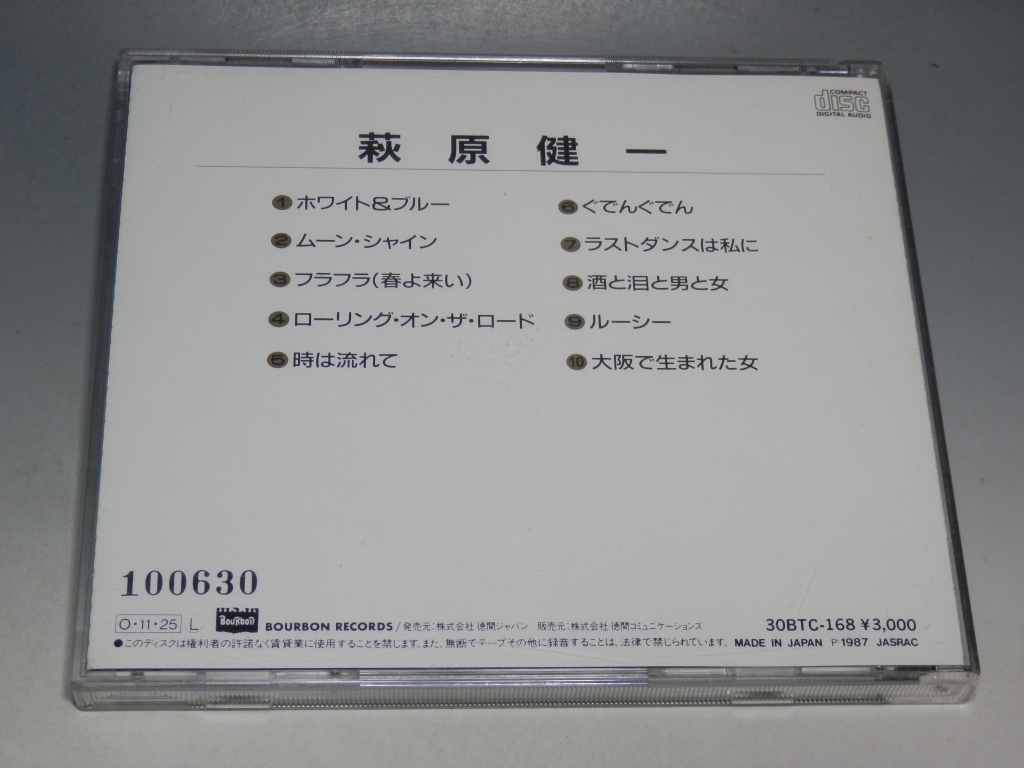 COMPACT
disc
DIGITAL AUDIO
萩原健一
1 ホワイト&ブルー
2 ムーン・シャイン
3 フラフラ(春よ来い)
4 ローリング・オン・ザ・ロード
5 時は流れて
6 ぐでんぐでん
7 ラストダンスは私に
8 酒と泪と男と女
9 ルーシー
10 大阪で生まれた女
100630
O・11・25 L Bourbon BOURBON RECORDS/発売元:株式会社 徳間ジャパン 販売元:株式会社 徳間コミュニケーションズ 30BTC-168 ¥3,000
●このディスクは権利者の許諾なく賃貸業に使用することを禁じます。また、無断でテープその他に録音することは、法律で禁じられています。 MADE IN JAPAN P 1987 JASRAC